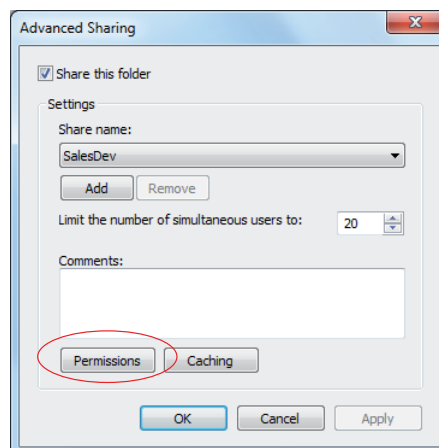 Advanced Sharing
Share this folder
Settings
Share name:
SalesDev
Add Remove
Limit the number of simultaneous users to: 20
Comments:
Permissions Caching
OK Cancel Apply